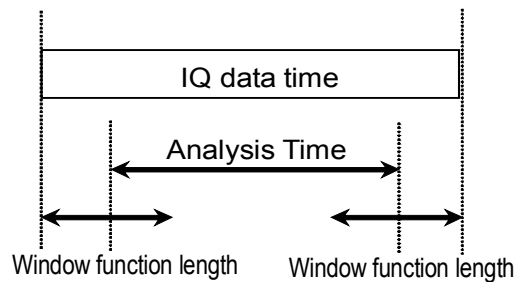 IQ data time
Analysis Time
Window function length
Window function length